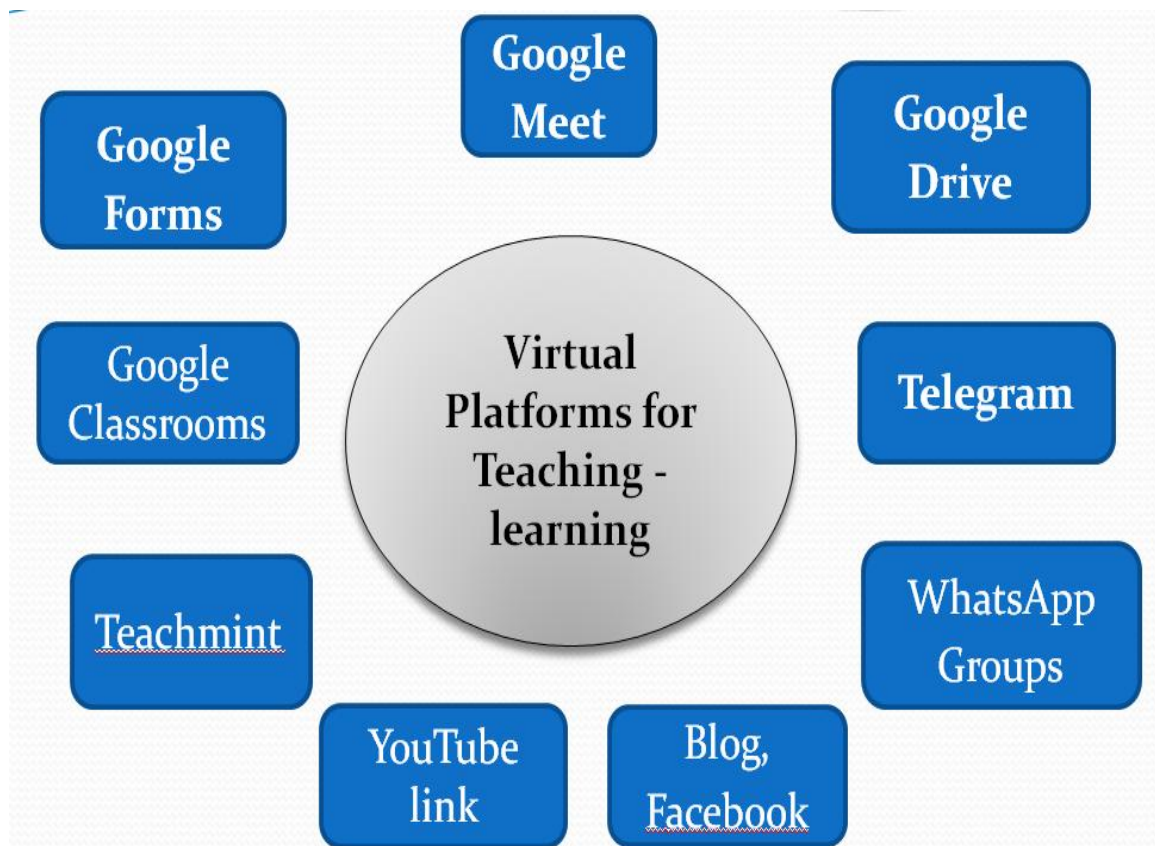 Google
Meet
Google
Drive
Google
Forms
Virtual
Platforms for
Teaching -
learning
Google
Classrooms
Telegram
Teachmint
WhatsApp
Groups
YouTube
link
Blog,
Facebook